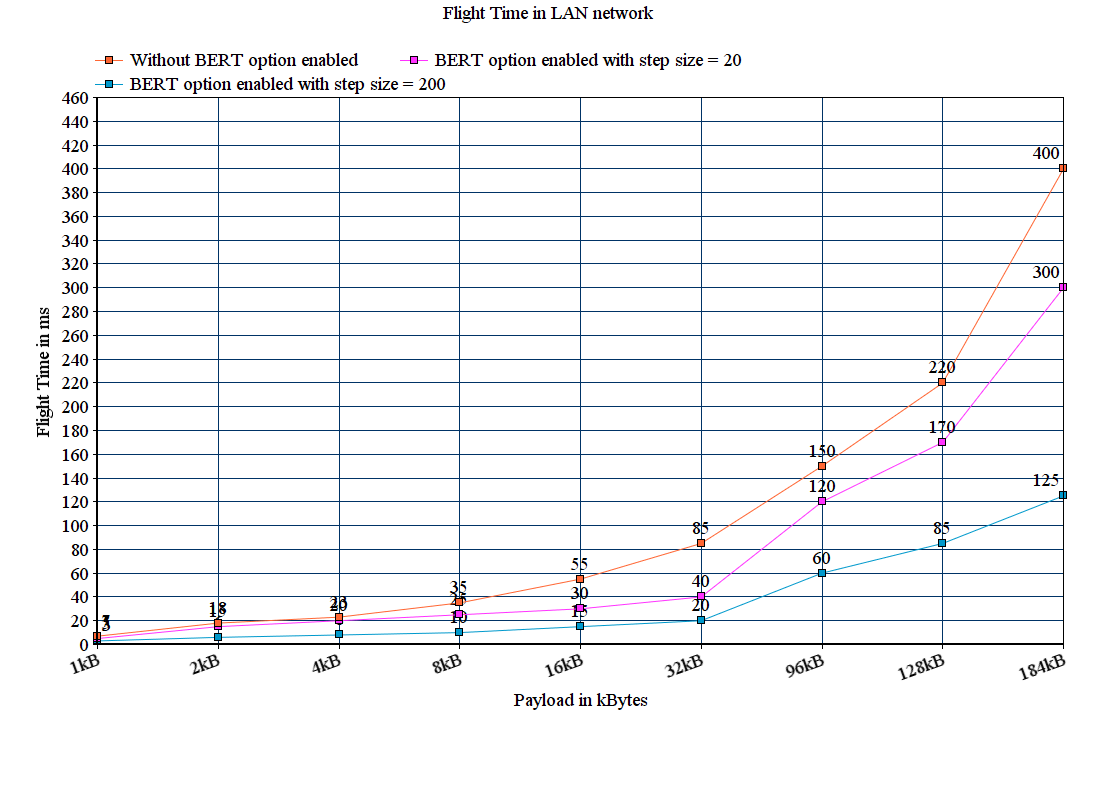 Flight Time in LAN network
Without BERT option enabled
BERT option enabled with step size = 20
BERT option enabled with step size = 200
460
440
420
400
380
360
340
320
300
280
260
240
220
200
180
160
140
120
100
80
60
40
20
0
Flight Time in ms
400
300
220
170
125
150
120
85
85
60
55
40
35
30
20
18
15
10
1kB
2kB
4kB
8kB
16kB
32kB
96kB
128kB
184kB
Payload in kBytes